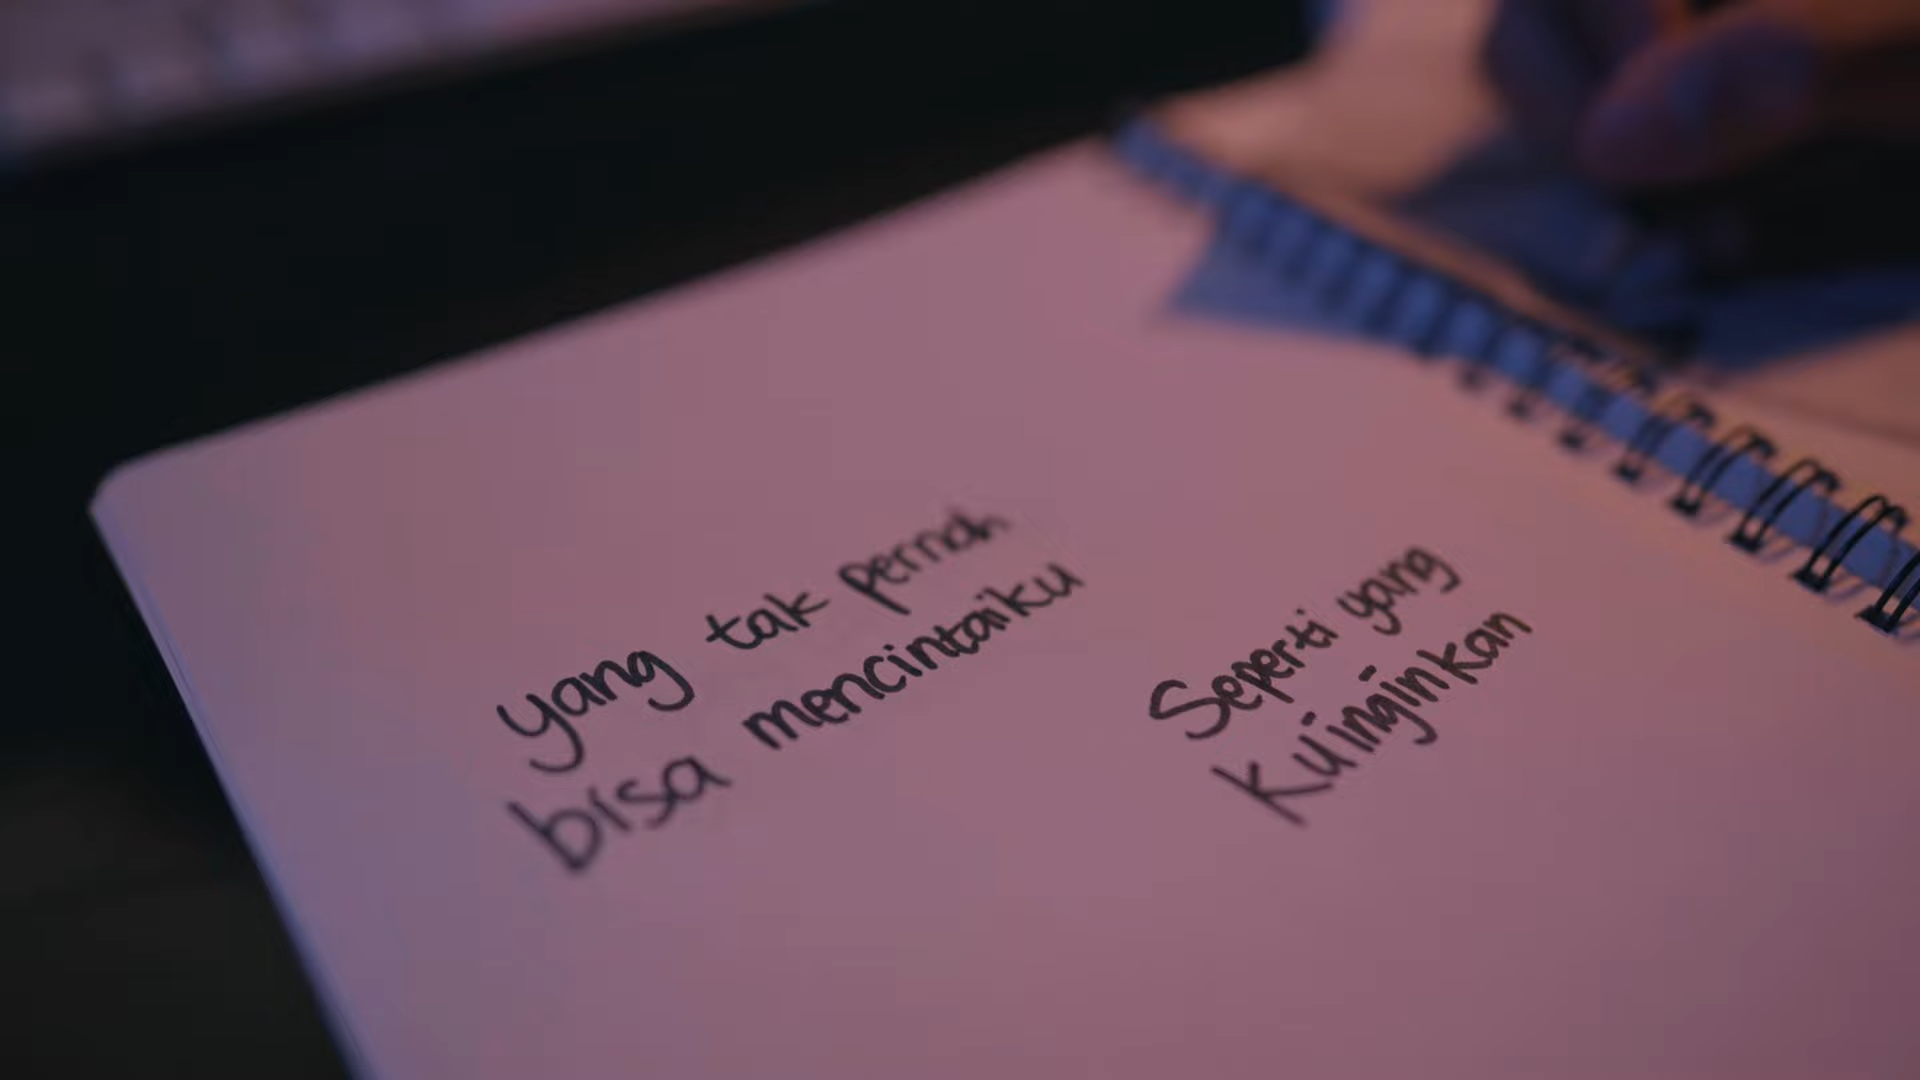 yang tak pernah
bisa mencintaiku
Seperti yang
Kuinginkan